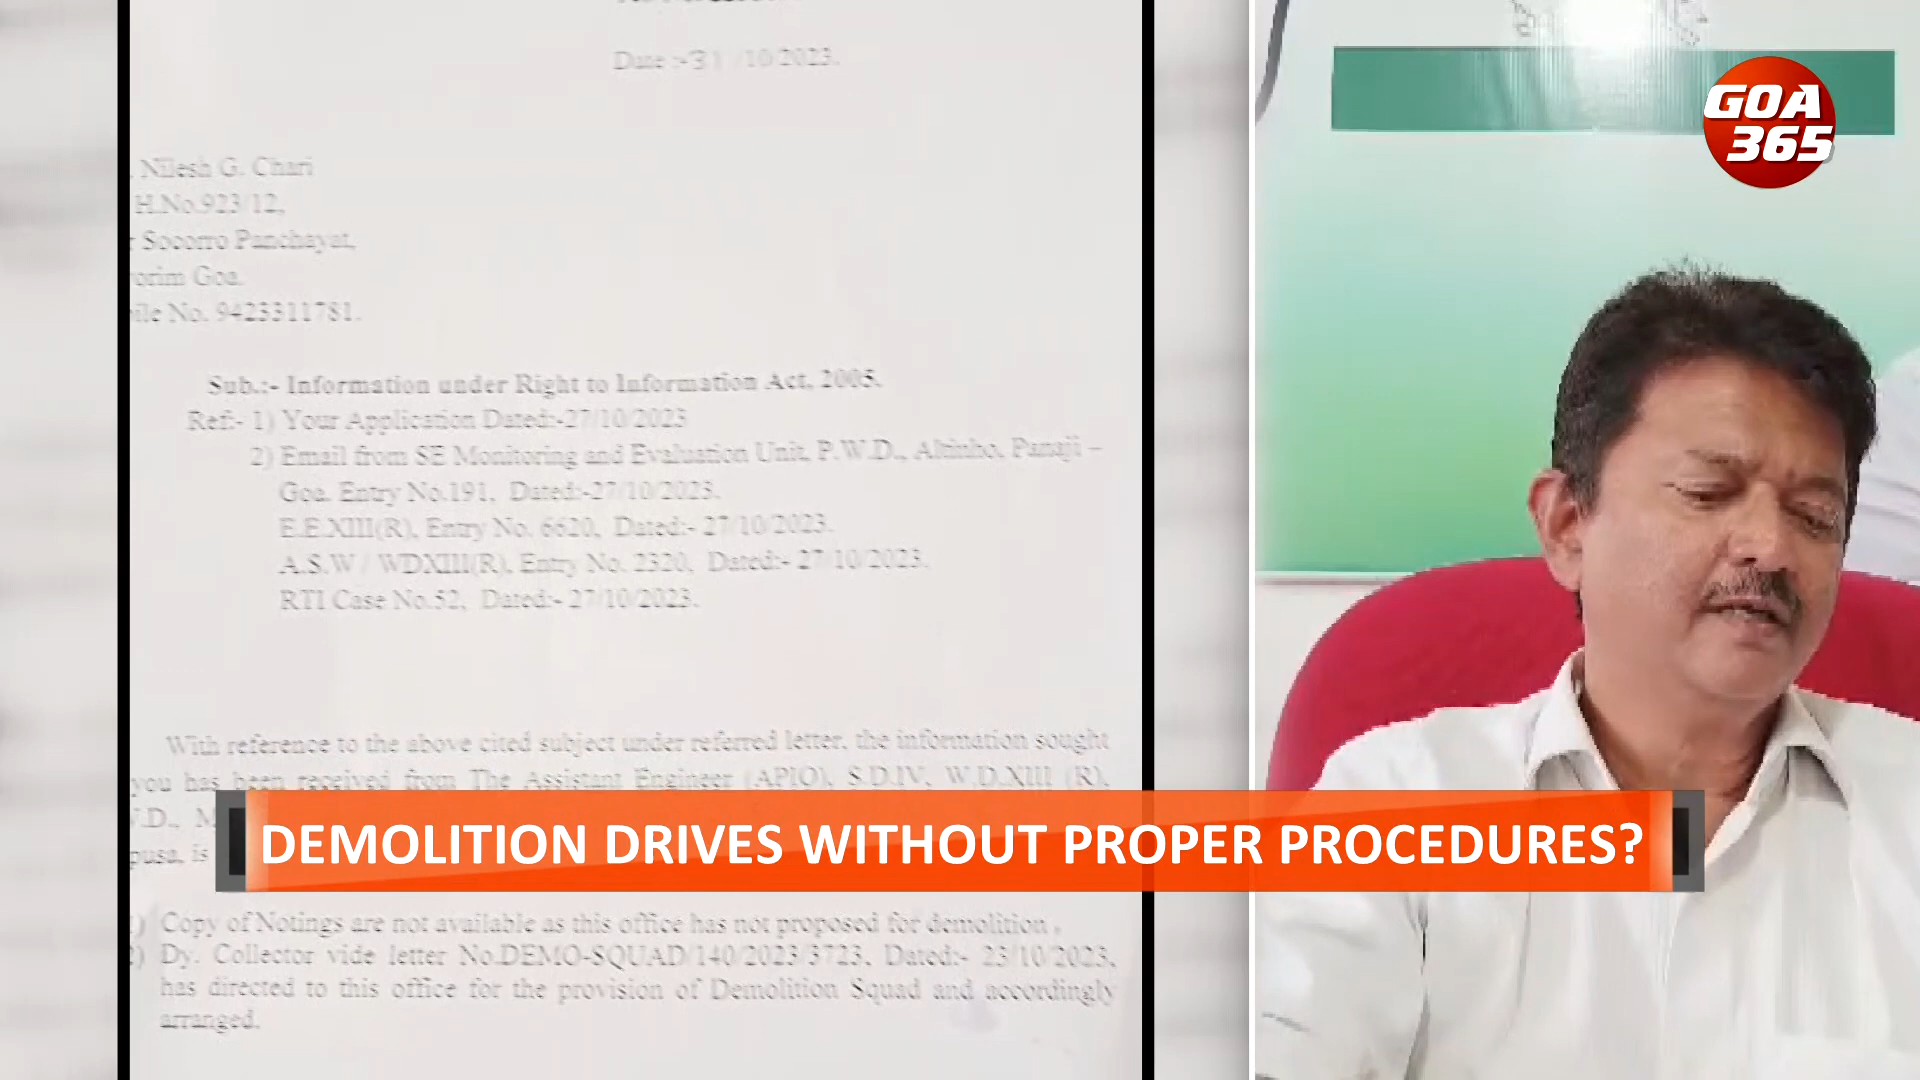 Date :-31 /10/2023.
. Nilesh G. Chari
H.No.923/12,
r Socorro Panchayat,
orim Goa.
ile No. 9423311781.
Sub.:- Information under Right to Information Act, 2005.
Ref:- 1) Your Application Dated:-27/10/2023
2) Email from SE Monitoring and Evaluation Unit, P.W.D., Altinho, Panaji –
Goa. Entry No.191, Dated:-27/10/2023.
E.E.XIII(R), Entry No. 6620, Dated:- 27/10/2023.
A.S.W / WDXIII(R), Entry No. 2320, Dated:- 27/10/2023.
RTI Case No.52, Dated:- 27/10/2023.
With reference to the above cited subject under referred letter, the information sought
you has been received from The Assistant Engineer (APIO), S.D.IV, W.D.XIII (R),
.D., M
pusa, is
DEMOLITION DRIVES WITHOUT PROPER PROCEDURES?
1) Copy of Notings are not available as this office has not proposed for demolition .
2) Dy. Collector vide letter No.DEMO-SQUAD/140/2023/3723, Dated:- 23/10/2023,
has directed to this office for the provision of Demolition Squad and accordingly
arranged.
GOA
365